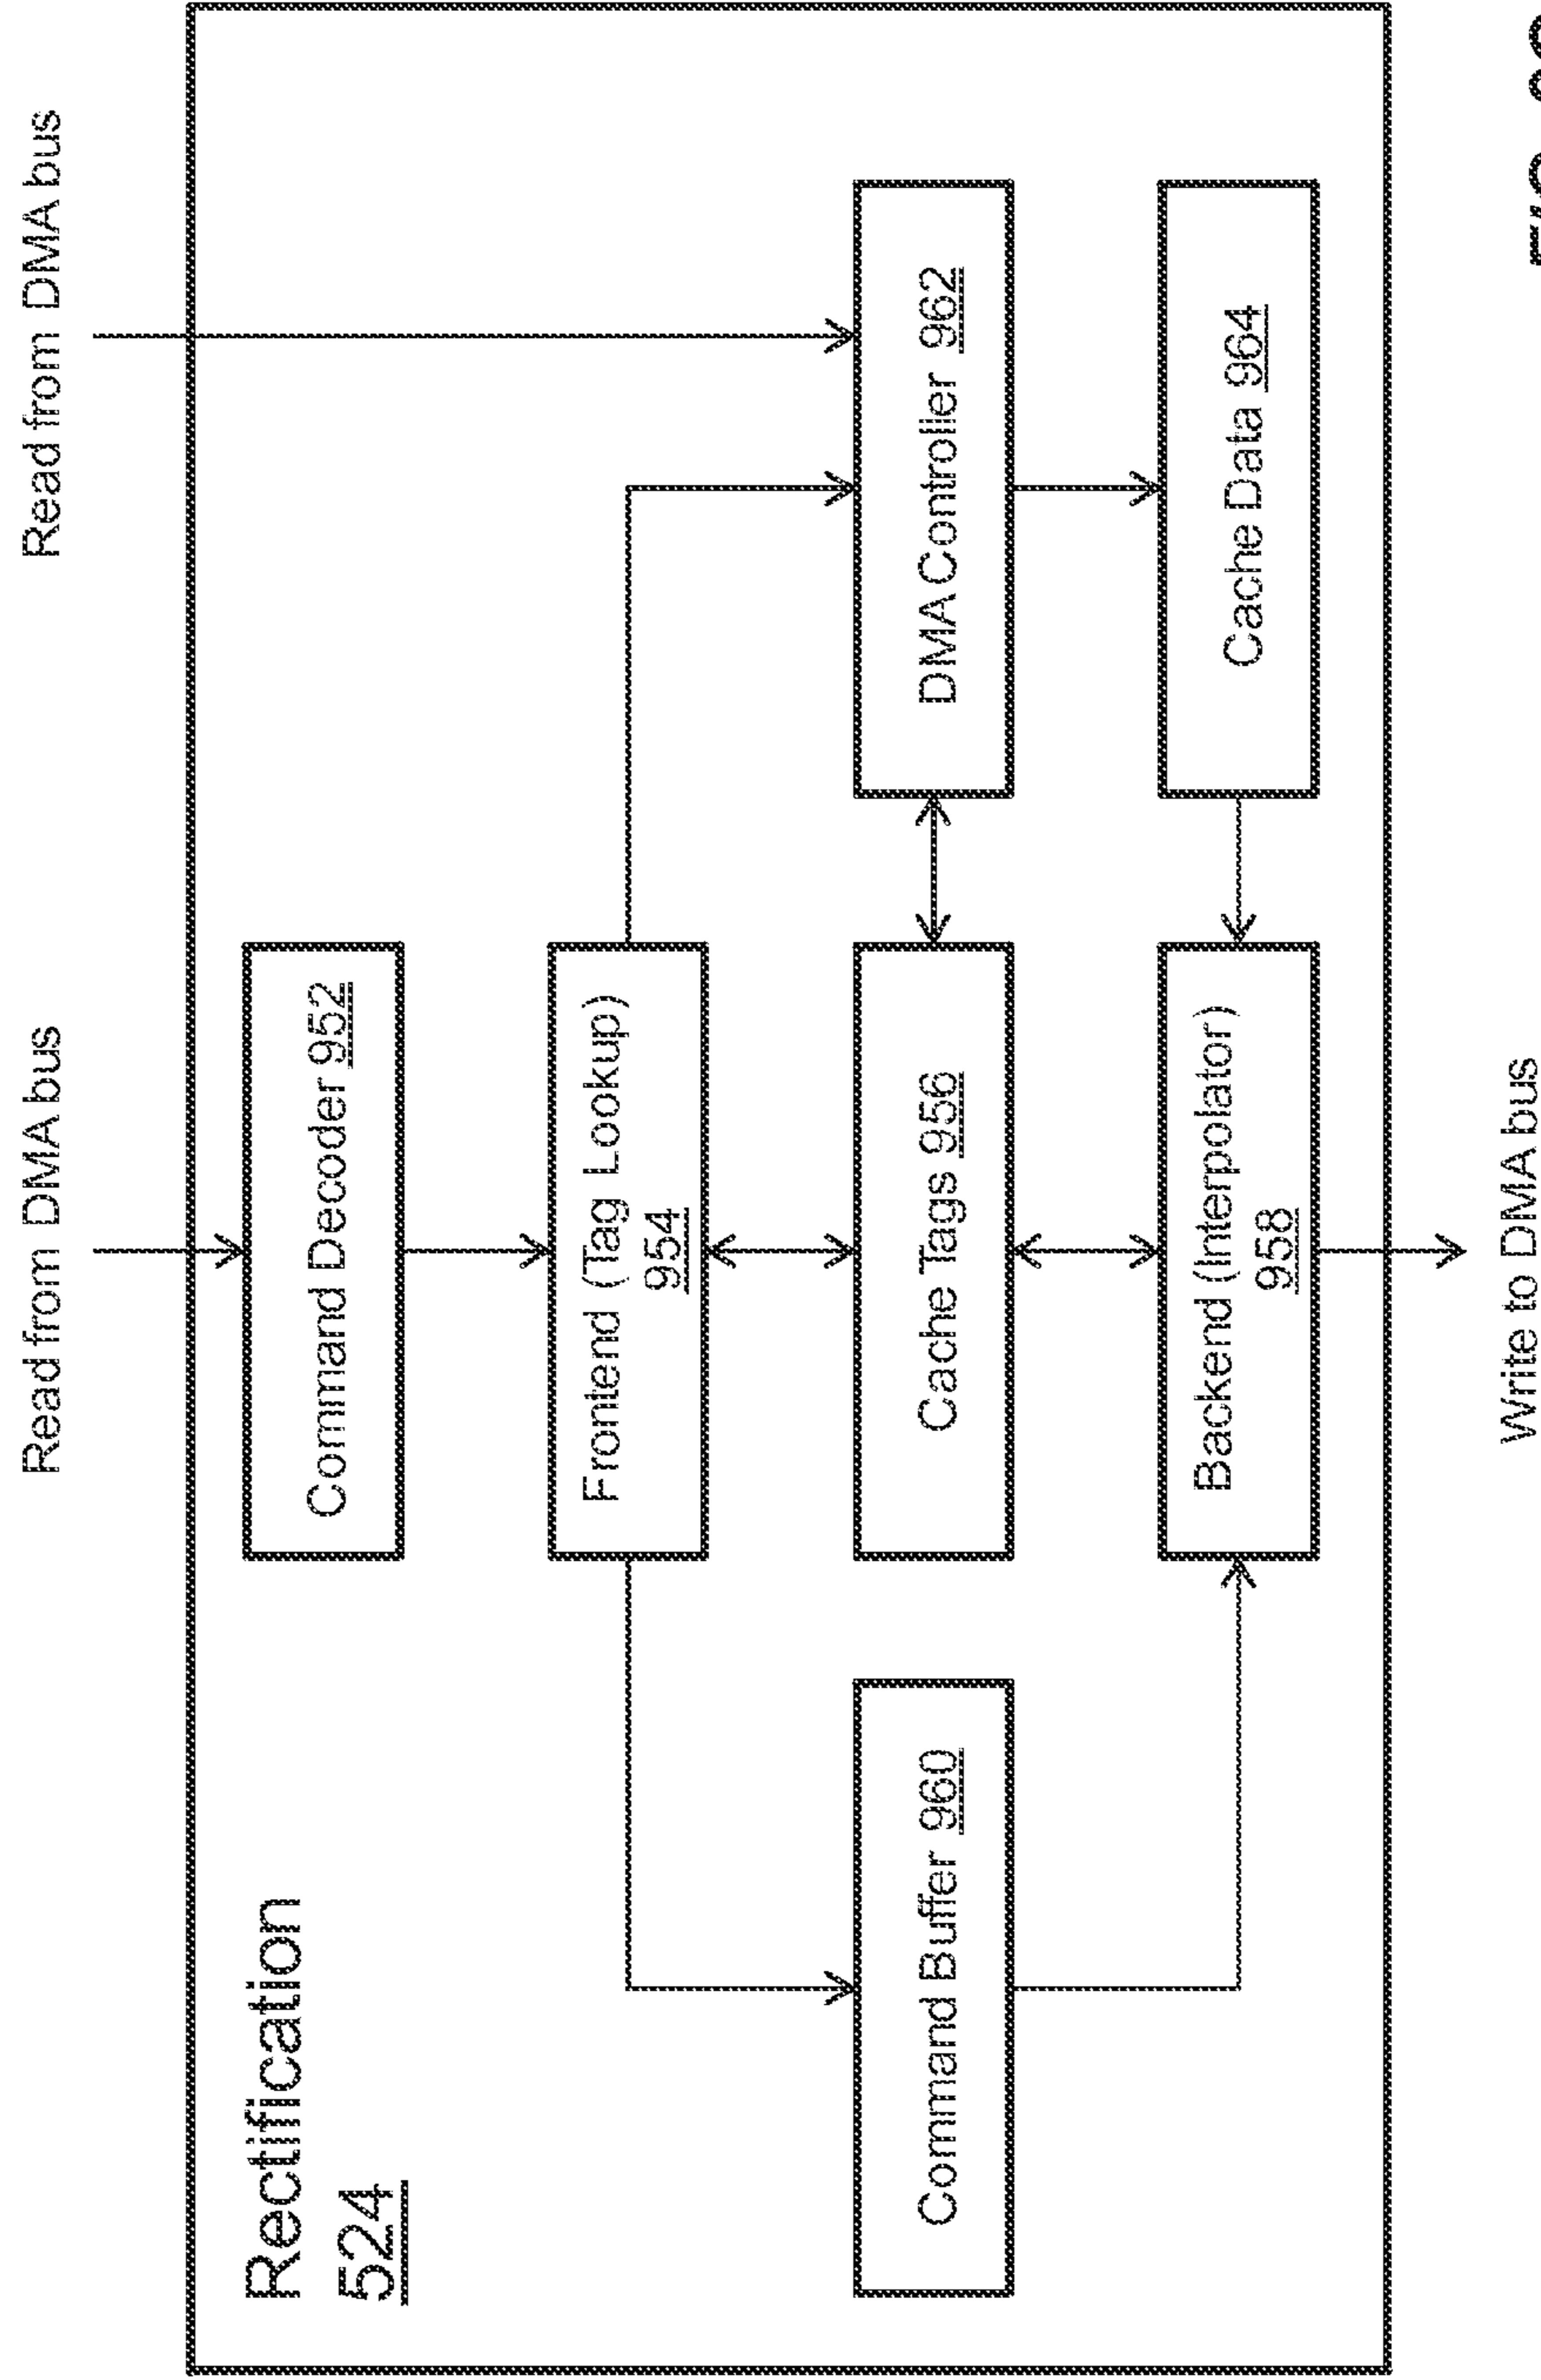 Read from DMA bus
Read from DMA bus
Rectification
524
Command Decoder 952
Frontend (Tag Lookup)
954
Command Buffer 960
Cache Tags 956
DMA Controller 962
Backend (Interpolator)
958
Cache Data 964
Write to DMA bus